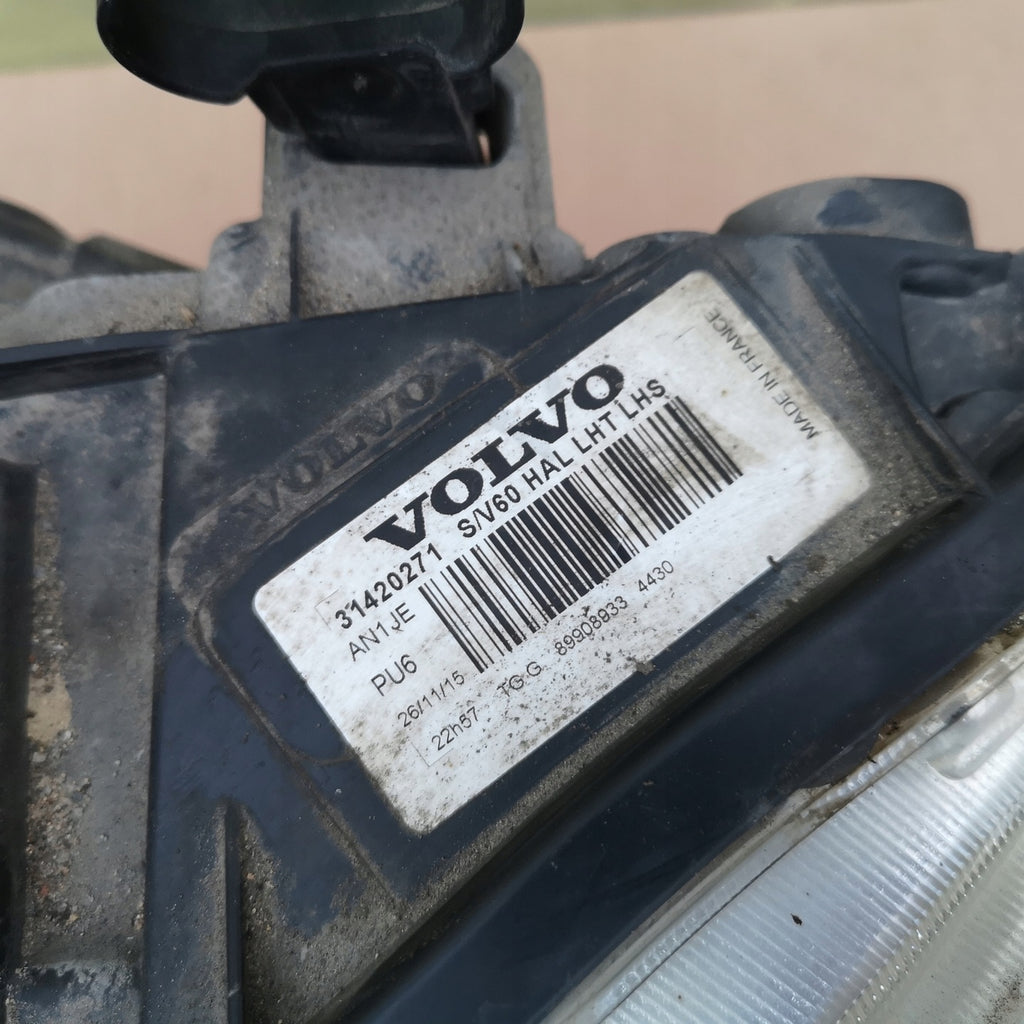 VOLVO
VOLVO
31420271 S/V60 HAL LHT LHS
AN1JE
PU6
26/11/15
22h57 TG-G 89908933 4430
MADE IN FRANCE